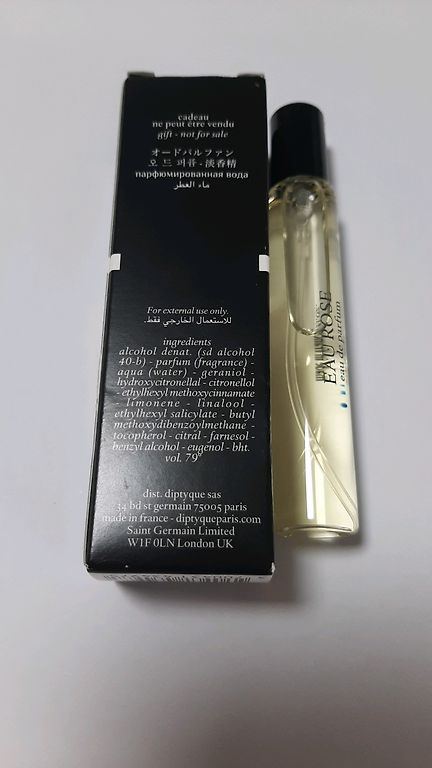 cadeau
ne peut être vendu
gift - not for sale
オードパルファン
오 드 퍼퓸 - 淡香精
парфюмированная вода
ماء العطر
For external use only.
للاستعمال الخارجي فقط.
ingredients
alcohol denat. (sd alcohol
40-b) - parfum (fragrance) -
aqua (water) - geraniol -
hydroxycitronellal - citronellol
- ethylhexyl methoxycinnamate
- limonene - linalool -
ethylhexyl salicylate - butyl
methoxydibenzoylmethane -
tocopherol - citral - farnesol -
benzyl alcohol - eugenol - bht.
vol. 79°
dist. diptyque sas
34 bd st germain 75005 paris
made in france - diptyqueparis.com
Saint Germain Limited
W1F 0LN London UK
EAU ROSE
eau de parfum